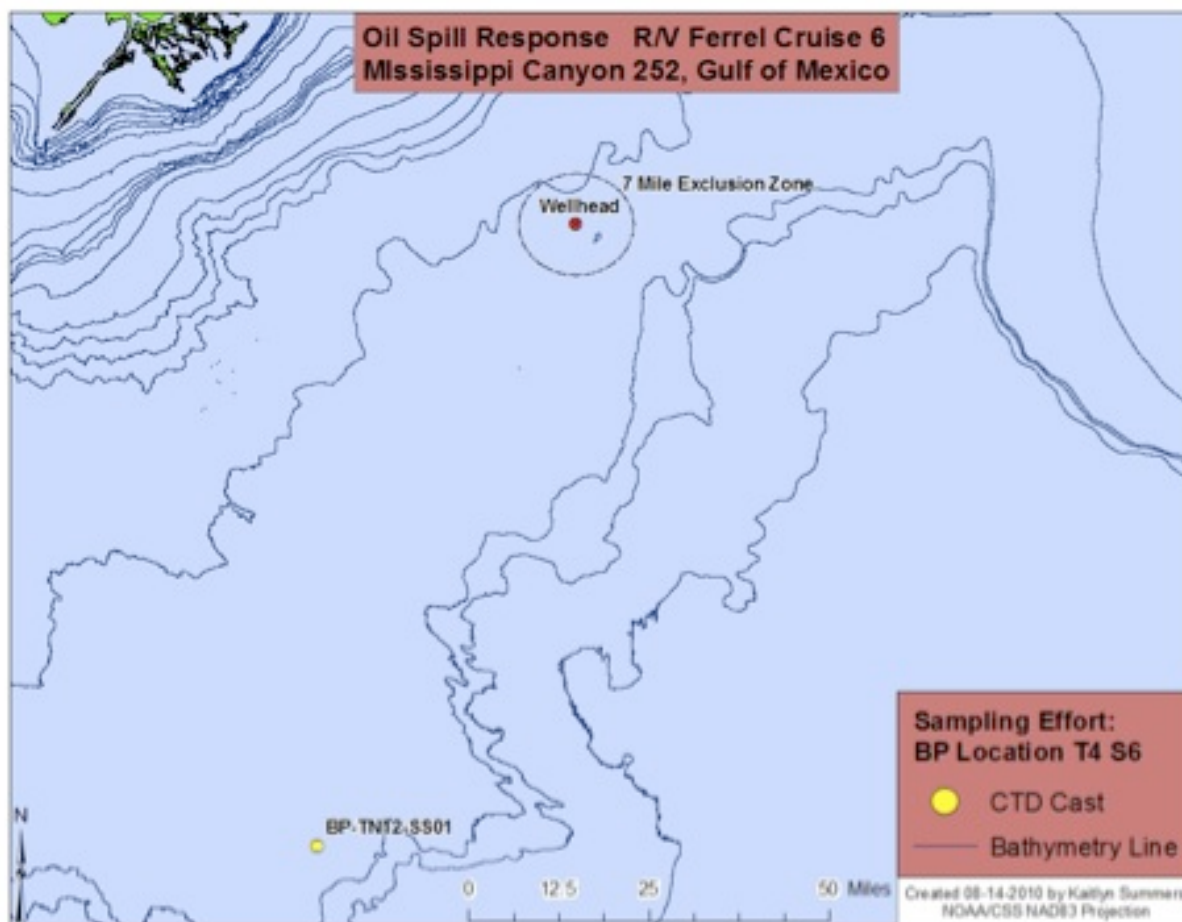 Oil Spill Response R/V Ferrel Cruise 6
MIssissippi Canyon 252, Gulf of Mexico
7 Mile Exclusion Zone
Wellhead
Sampling Effort:
BP Location T4 S6
CTD Cast
Bathymetry Line
N
BP-TNT2-SS01
0 12.5 25 50 Miles
Created 08-14-2010 by Kaitlyn Summers
NOAA/CSS NAD83 Projection